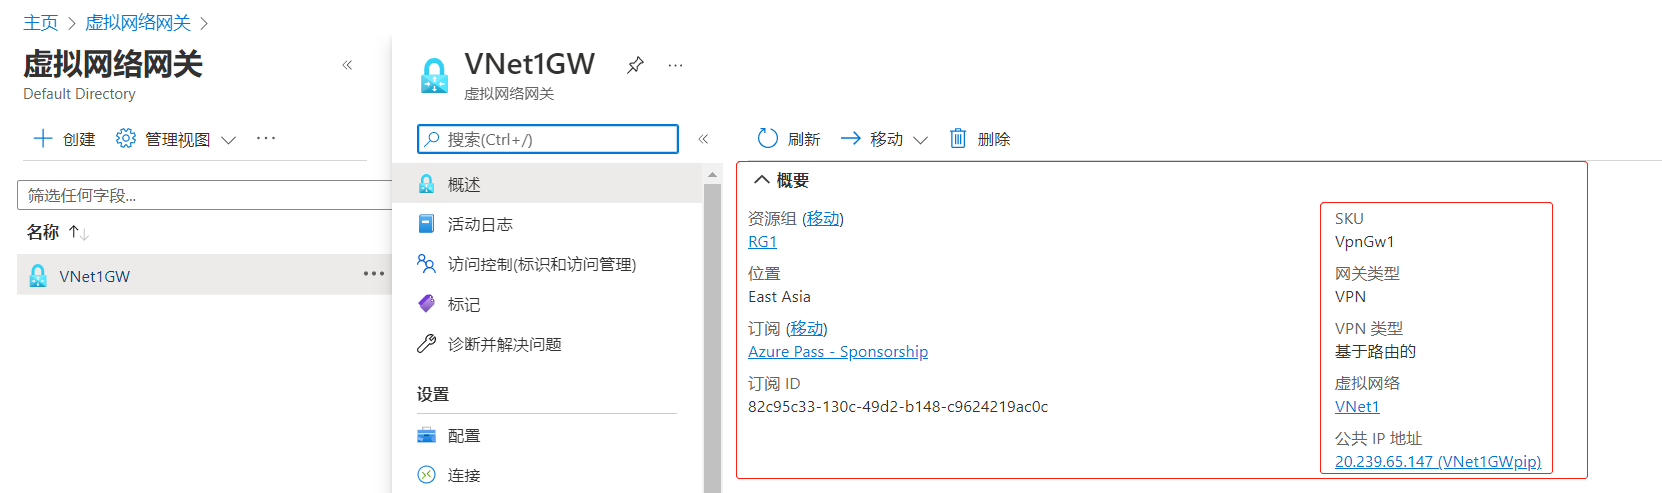 主页 > 虚拟网络网关 >
虚拟网络网关
Default Directory
创建 管理视图
筛选任何字段...
名称
VNet1GW
VNet1GW
虚拟网络网关
搜索(Ctrl+/)
概述
活动日志
访问控制(标识和访问管理)
标记
诊断并解决问题
设置
配置
连接
刷新 移动 删除
概要
资源组 (移动)
RG1
位置
East Asia
订阅 (移动)
Azure Pass - Sponsorship
订阅 ID
82c95c33-130c-49d2-b148-c9624219ac0c
SKU
VpnGw1
网关类型
VPN
VPN 类型
基于路由的
虚拟网络
VNet1
公共 IP 地址
20.239.65.147 (VNet1GWpip)